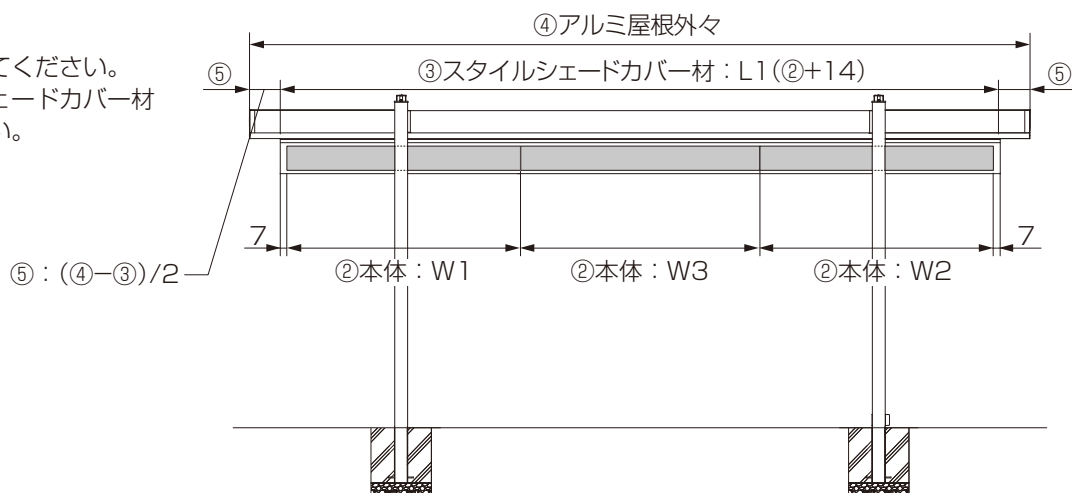 ④アルミ屋根外々
てください。
⑤
③スタイルシェードカバー材：L1(②+14)
⑤
ェードカバー材
い。
7
7
⑤：(④−③)/2
②本体：W1
②本体：W3
②本体：W2